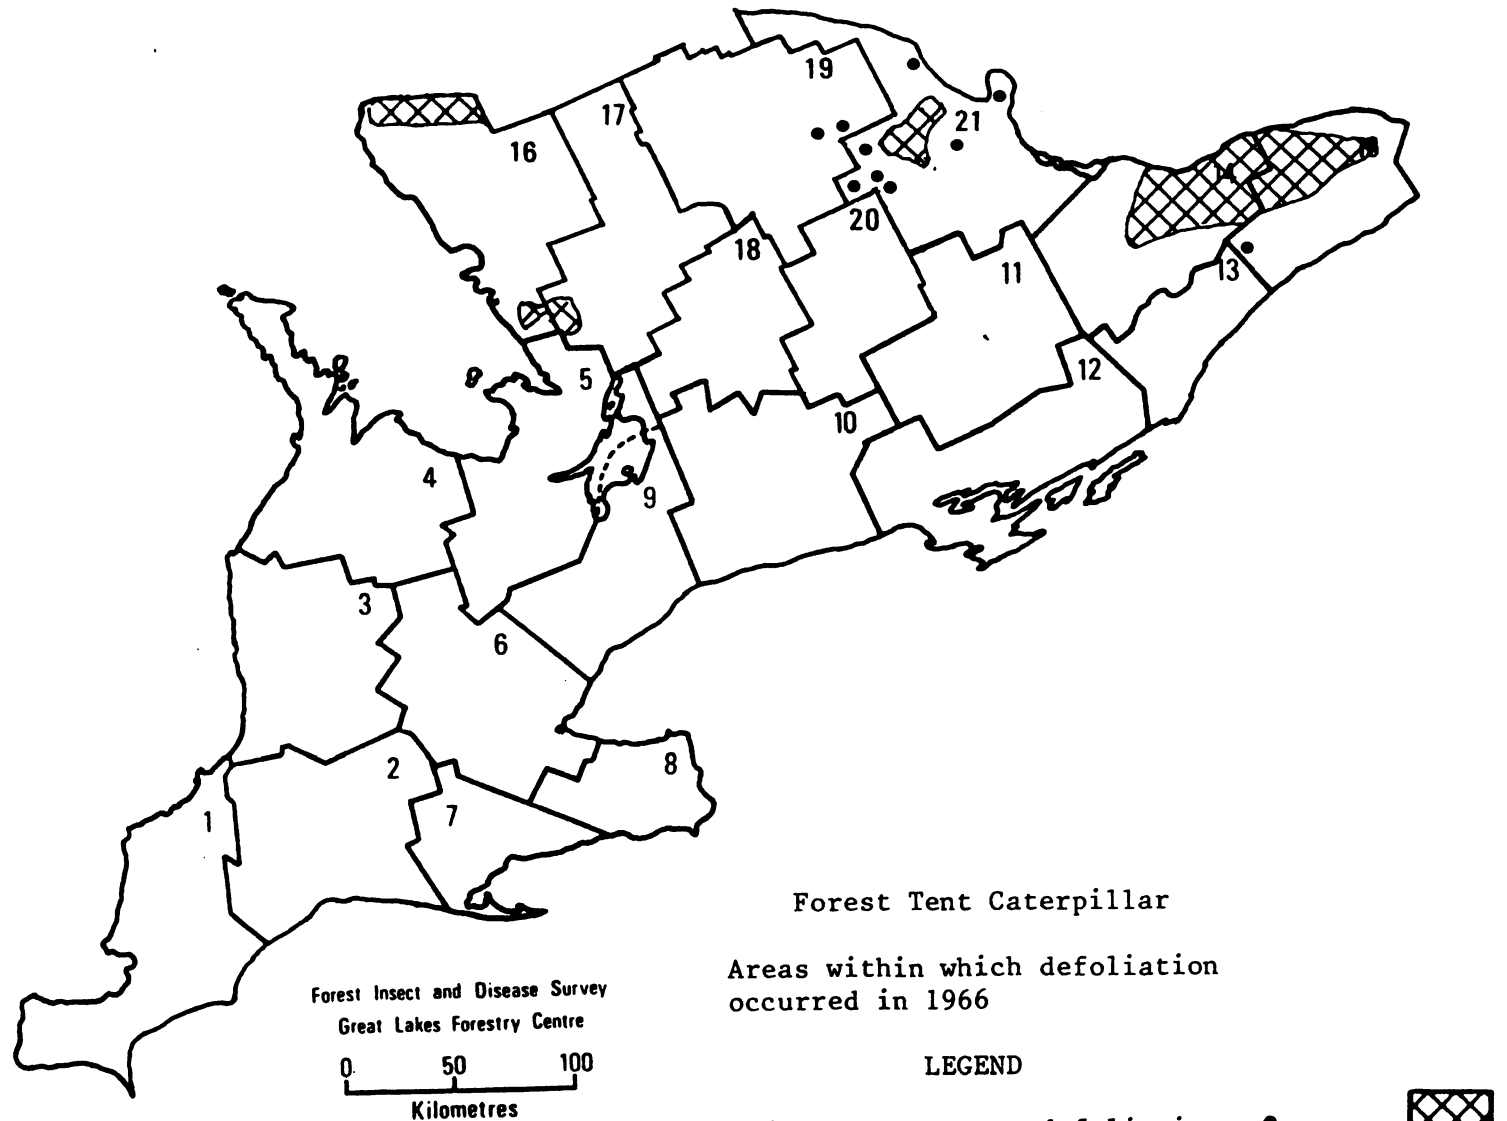 19
17
21
16
20
18
11
13
5
12
10
4
9
3
6
2
8
7
1
Forest Tent Caterpillar
Areas within which defoliation
occurred in 1966
Forest Insect and Disease Survey
Great Lakes Forestry Centre
LEGEND
0 50 100
Kilometres